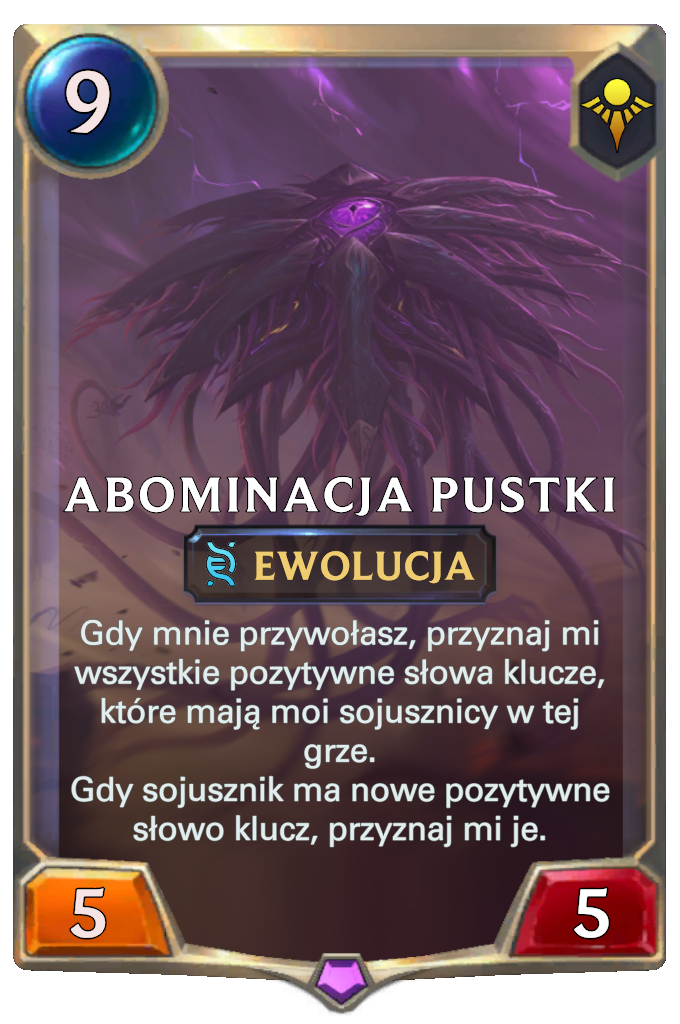 9
ABOMINACJA PUSTKI
EWOLUCJA
Gdy mnie przywołasz, przyznaj mi
wszystkie pozytywne słowa klucze,
które mają moi sojusznicy w tej
grze.
Gdy sojusznik ma nowe pozytywne
słowo klucz, przyznaj mi je.
5 5